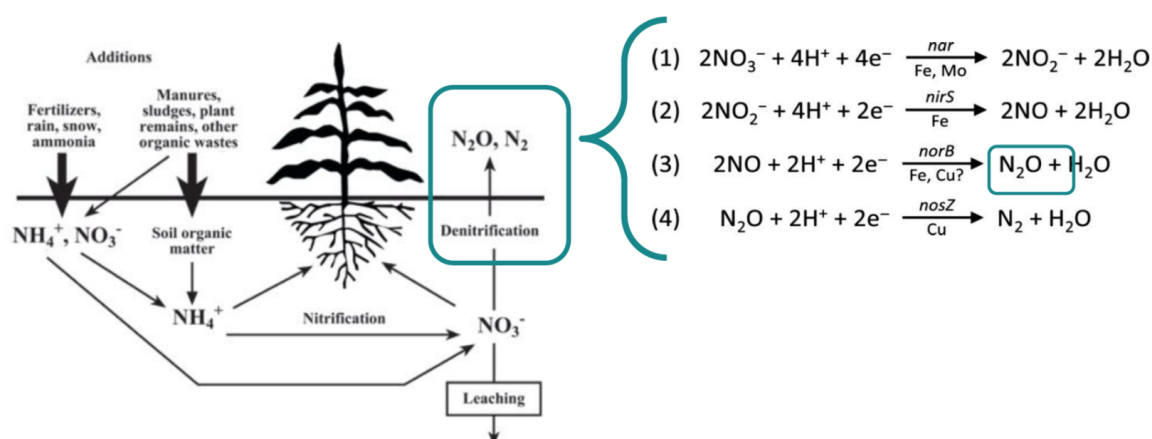 Additions
Fertilizers,
rain, snow,
ammonia
Manures,
sludges, plant
remains, other
organic wastes
N₂O, N₂
NH₄⁺, NO₃⁻
Soil organic
matter
Denitrification
NH₄⁺
Nitrification
NO₃⁻
Leaching
(1) 2NO₃⁻ + 4H⁺ + 4e⁻ nar Fe, Mo → 2NO₂⁻ + 2H₂O
(2) 2NO₂⁻ + 4H⁺ + 2e⁻ nirS Fe → 2NO + 2H₂O
(3) 2NO + 2H⁺ + 2e⁻ norB Fe, Cu? → N₂O + H₂O
(4) N₂O + 2H⁺ + 2e⁻ nosZ Cu → N₂ + H₂O